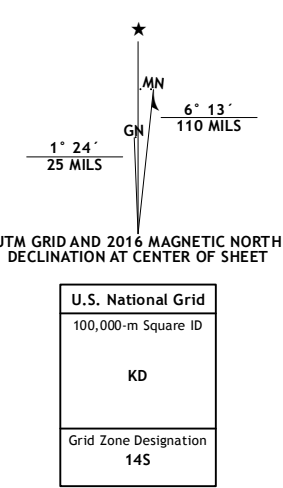 ★
MN
GN
6° 13´
110 MILS
1° 24´
25 MILS
UTM GRID AND 2016 MAGNETIC NORTH
DECLINATION AT CENTER OF SHEET
U.S. National Grid
100,000-m Square ID
KD
Grid Zone Designation
14S